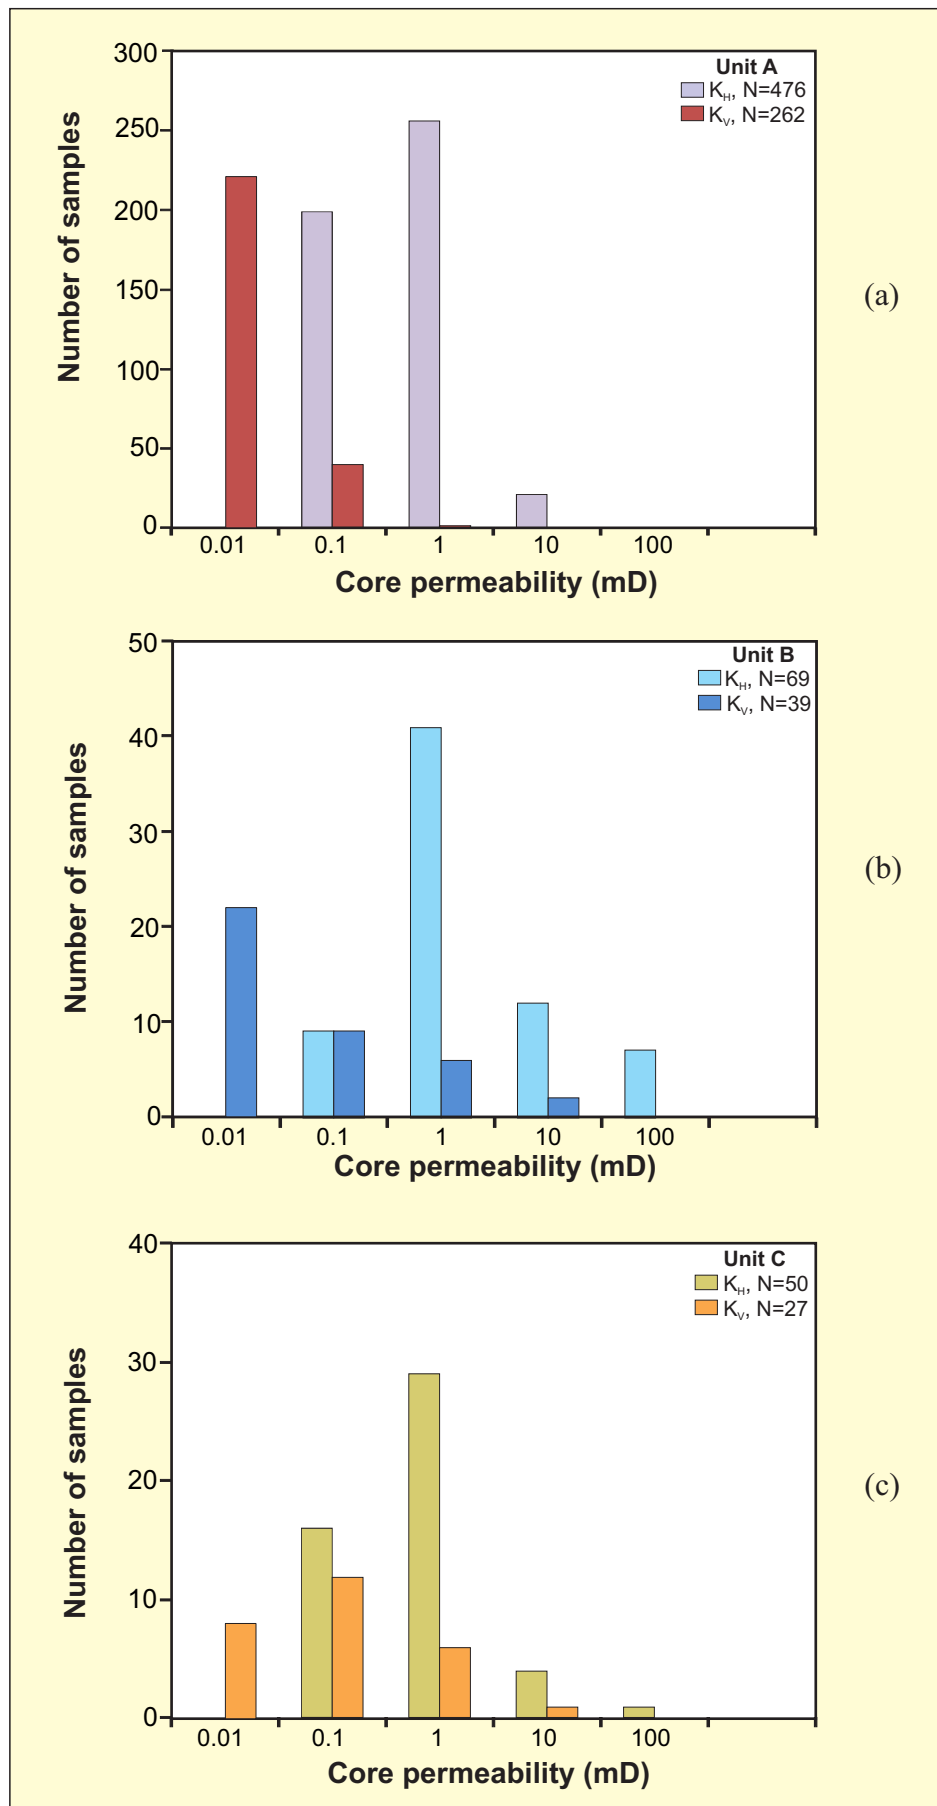 Unit A
K_H, N=476
K_V, N=262
300
250
200
150
100
50
0
Number of samples
0.01 0.1 1 10 100
Core permeability (mD)
(a)
Unit B
K_H, N=69
K_V, N=39
50
40
30
20
10
0
Number of samples
0.01 0.1 1 10 100
Core permeability (mD)
(b)
Unit C
K_H, N=50
K_V, N=27
40
30
20
10
0
Number of samples
0.01 0.1 1 10 100
Core permeability (mD)
(c)